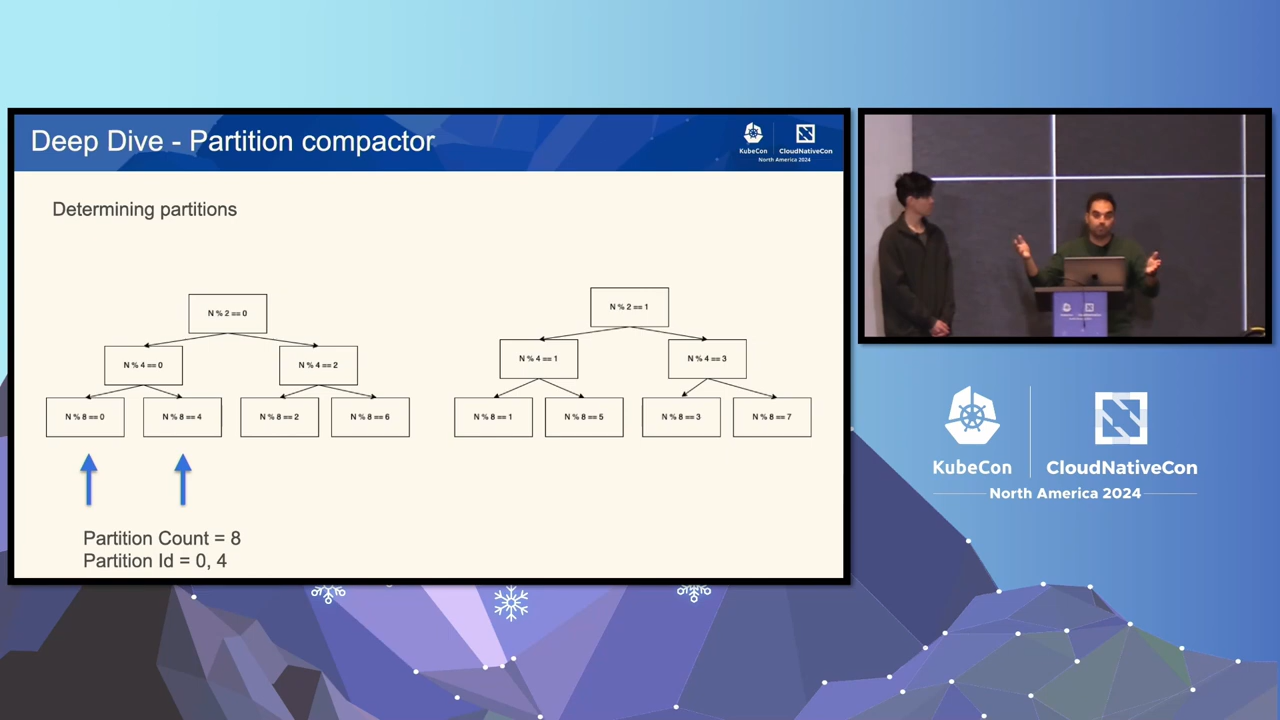 Deep Dive - Partition compactor
KubeCon
CloudNativeCon
North America 2024
Determining partitions
N % 2 == 0
N % 2 == 1
N % 4 == 0
N % 4 == 2
N % 4 == 1
N % 4 == 3
N % 8 == 0
N % 8 == 4
N % 8 == 2
N % 8 == 6
N % 8 == 1
N % 8 == 5
N % 8 == 3
N % 8 == 7
Partition Count = 8
Partition Id = 0, 4
KubeCon
CloudNativeCon
North America 2024